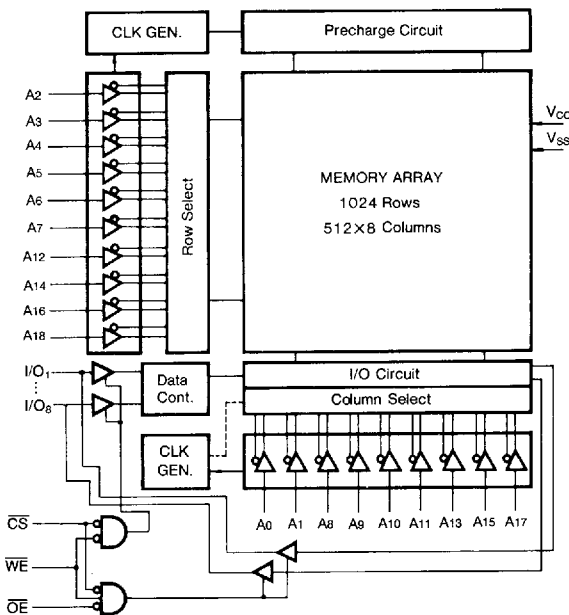 CLK GEN.
Precharge Circuit
A2
A3
A4
A5
A6
A7
A12
A14
A16
A18
Row Select
MEMORY ARRAY
1024 Rows
512×8 Columns
VCC
VSS
I/O1
I/O8
Data
Cont.
I/O Circuit
Column Select
CLK
GEN.
A0 A1 A8 A9 A10 A11 A13 A15 A17
CS
WE
OE